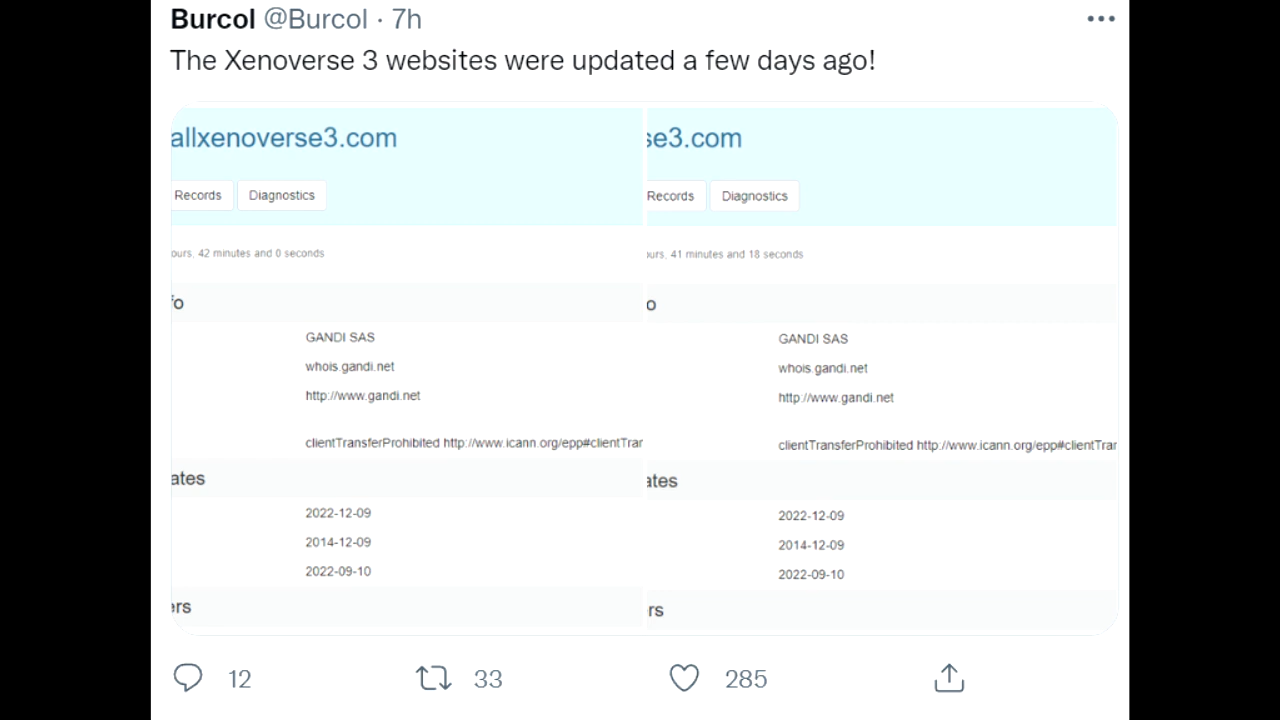 Burcol @Burcol · 7h
The Xenoverse 3 websites were updated a few days ago!
allxenoverse3.com
Records Diagnostics
ours, 42 minutes and 0 seconds
fo
GANDI SAS
whois.gandi.net
http://www.gandi.net
clientTransferProhibited http://www.icann.org/epp#clientTrar
ates
2022-12-09
2014-12-09
2022-09-10
ers
se3.com
Records Diagnostics
ours, 41 minutes and 18 seconds
o
GANDI SAS
whois.gandi.net
http://www.gandi.net
clientTransferProhibited http://www.icann.org/epp#clientTrar
ates
2022-12-09
2014-12-09
2022-09-10
rs
12 33 285